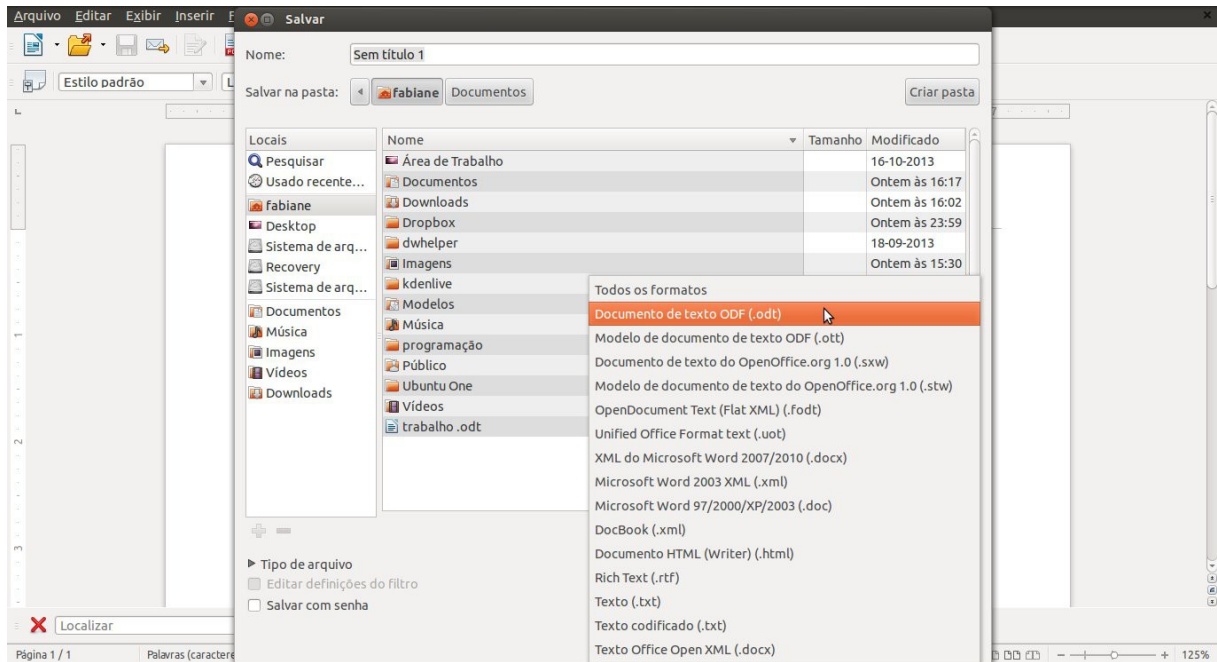 Arquivo Editar Exibir Inserir F
Salvar
Nome: Sem título 1
Estilo padrão L
Salvar na pasta: fabiane Documentos Criar pasta
Locais
Pesquisar
Usado recente...
fabiane
Desktop
Sistema de arq...
Recovery
Sistema de arq...
Documentos
Música
Imagens
Vídeos
Downloads
Nome Tamanho Modificado
Área de Trabalho 16-10-2013
Documentos Ontem às 16:17
Downloads Ontem às 16:02
Dropbox Ontem às 23:59
dwhelper 18-09-2013
Imagens Ontem às 15:30
kdenlive
Modelos
Música
programação
Público
Ubuntu One
Vídeos
trabalho .odt
Todos os formatos
Documento de texto ODF (.odt)
Modelo de documento de texto ODF (.ott)
Documento de texto do OpenOffice.org 1.0 (.sxw)
Modelo de documento de texto do OpenOffice.org 1.0 (.stw)
OpenDocument Text (Flat XML) (.fodt)
Unified Office Format text (.uot)
XML do Microsoft Word 2007/2010 (.docx)
Microsoft Word 2003 XML (.xml)
Microsoft Word 97/2000/XP/2003 (.doc)
DocBook (.xml)
Documento HTML (Writer) (.html)
Rich Text (.rtf)
Texto (.txt)
Texto codificado (.txt)
Texto Office Open XML (.docx)
Tipo de arquivo
Editar definições do filtro
Salvar com senha
Localizar
Página 1 / 1 Palavras (caractere 125%
1
2
3
7